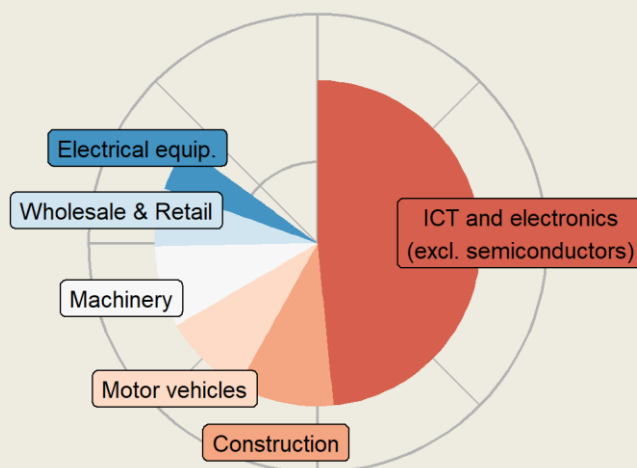 Electrical equip.
Wholesale & Retail
ICT and electronics
(excl. semiconductors)
Machinery
Motor vehicles
Construction